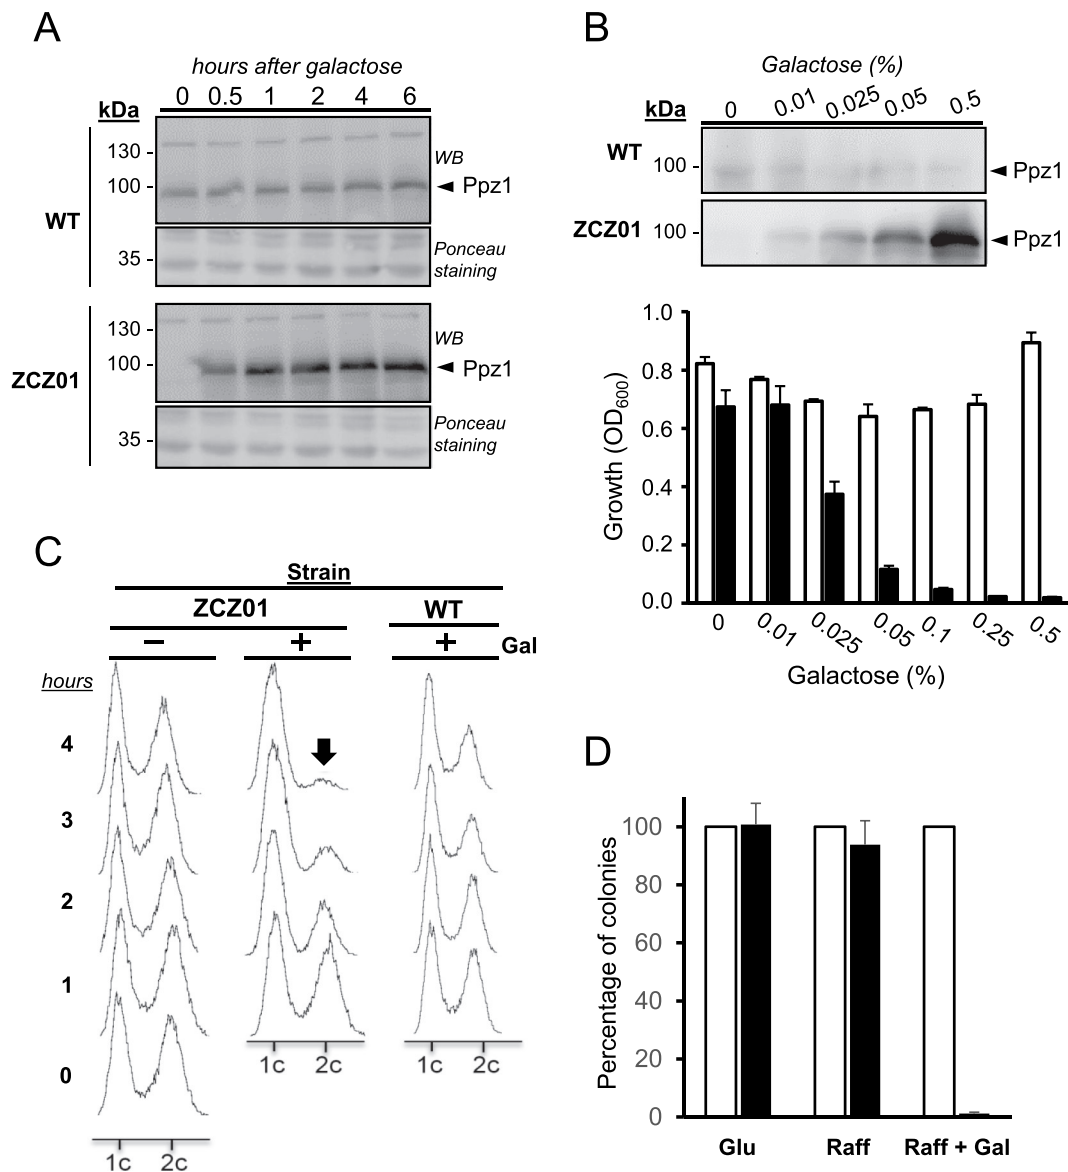 A
hours after galactose
kDa
0 0.5 1 2 4 6
WT
130 -
100 -
WB
Ppz1
35 -
Ponceau
staining
ZCZ01
130 -
100 -
WB
Ppz1
35 -
Ponceau
staining
B
Galactose (%)
kDa
0 0.01 0.025 0.05 0.5
WT
100 -
Ppz1
ZCZ01
100 -
Ppz1
Growth (OD600)
1.0
0.8
0.6
0.4
0.2
0.0
0 0.01 0.025 0.05 0.1 0.25 0.5
Galactose (%)
C
Strain
ZCZ01 WT
− + + Gal
hours
4
3
2
1
0
1c 2c
1c 2c
1c 2c
D
Percentage of colonies
100
80
60
40
20
0
Glu Raff Raff + Gal